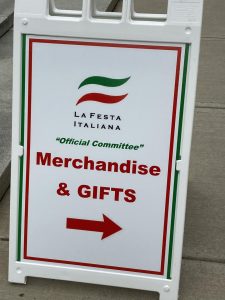 LA FESTA
ITALIANA
"Official Committee"
Merchandise
& GIFTS